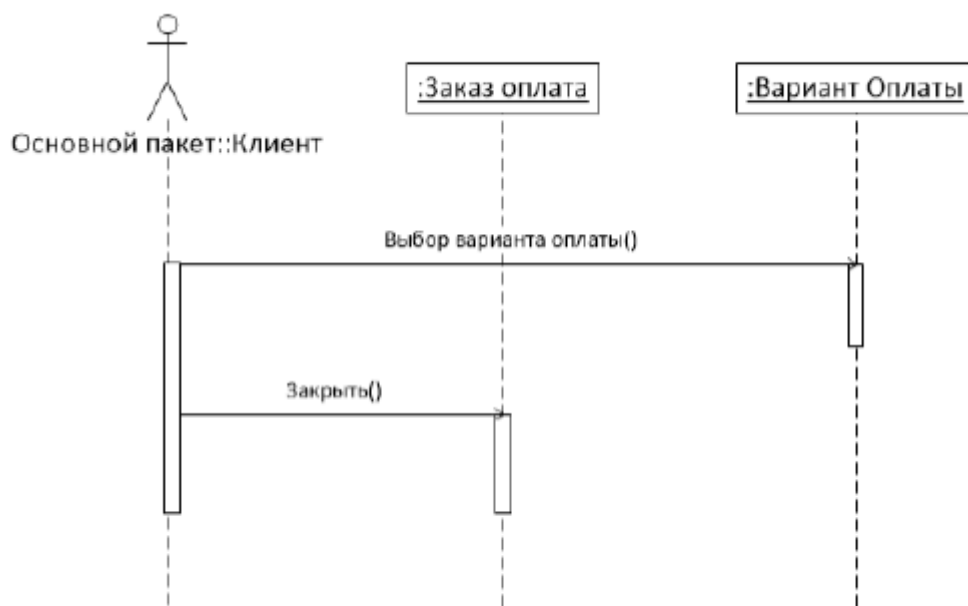 :Заказ оплата
:Вариант Оплаты
Основной пакет::Клиент
Выбор варианта оплаты()
Закрыть()